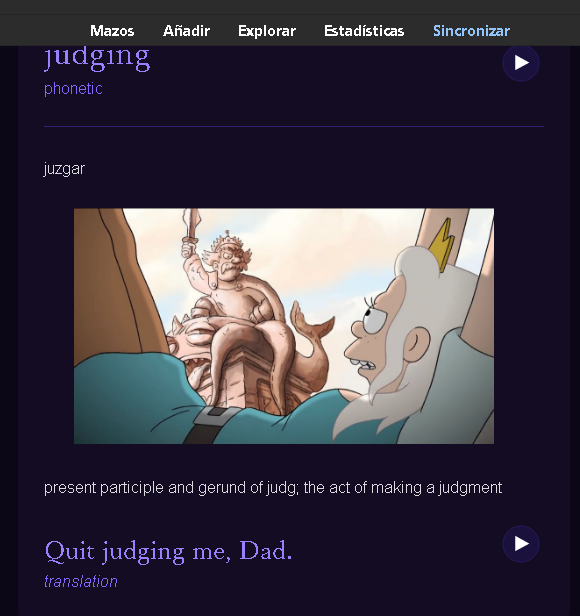 Mazos Añadir Explorar Estadísticas Sincronizar
judging
phonetic
juzgar
present participle and gerund of judg; the act of making a judgment
Quit judging me, Dad.
translation